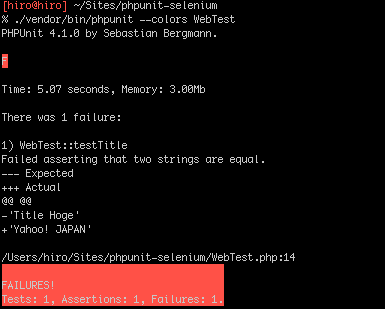 [hiro@hiro] ~/Sites/phpunit-selenium
% ./vendor/bin/phpunit --colors WebTest
PHPUnit 4.1.0 by Sebastian Bergmann.
F
Time: 5.07 seconds, Memory: 3.00Mb
There was 1 failure:
1) WebTest::testTitle
Failed asserting that two strings are equal.
--- Expected
+++ Actual
@@ @@
-'Title Hoge'
+'Yahoo! JAPAN'
/Users/hiro/Sites/phpunit-selenium/WebTest.php:14
FAILURES!
Tests: 1, Assertions: 1, Failures: 1.